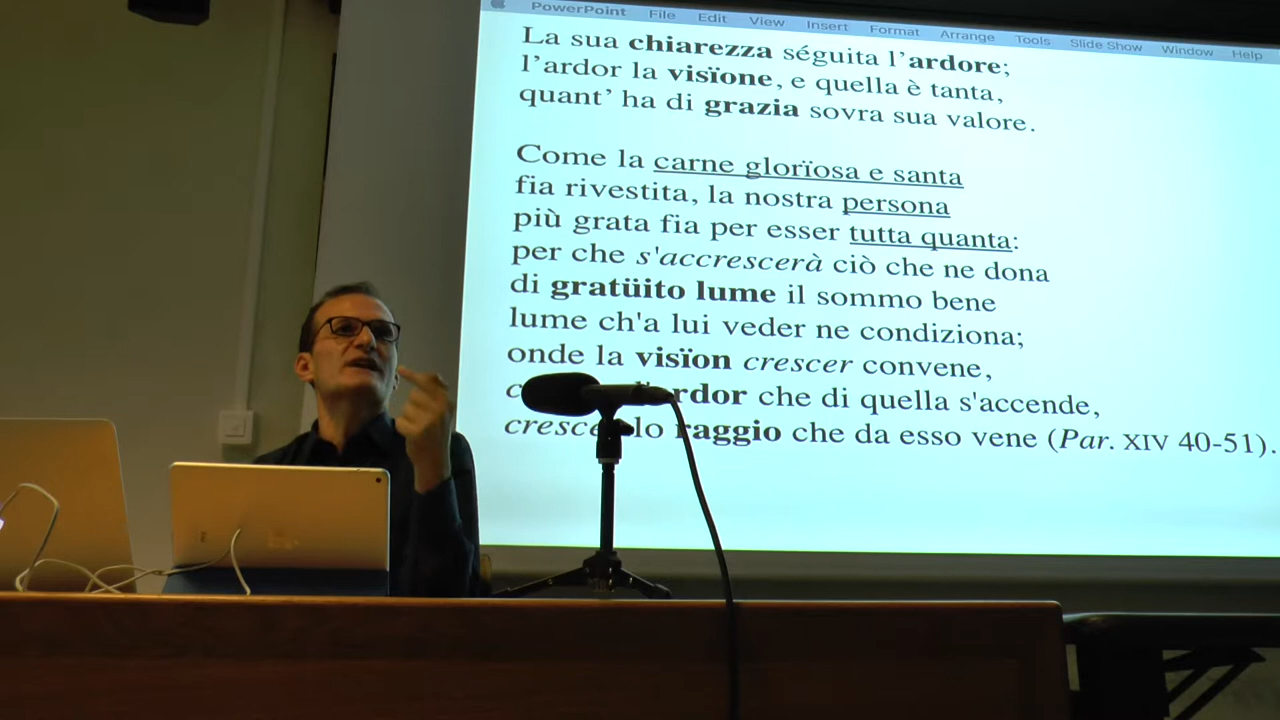 PowerPoint File Edit View Insert Format Arrange Tools Slide Show Window Help
La sua chiarezza séguita l’ardore;
l’ardor la visïone, e quella è tanta,
quant’ ha di grazia sovra sua valore.
Come la carne glorïosa e santa
fia rivestita, la nostra persona
più grata fia per esser tutta quanta:
per che s'accrescerà ciò che ne dona
di gratüito lume il sommo bene
lume ch'a lui veder ne condiziona;
onde la visïon crescer convene,
che di quella s'accende,
lo raggio che da esso vene (Par. XIV 40-51).